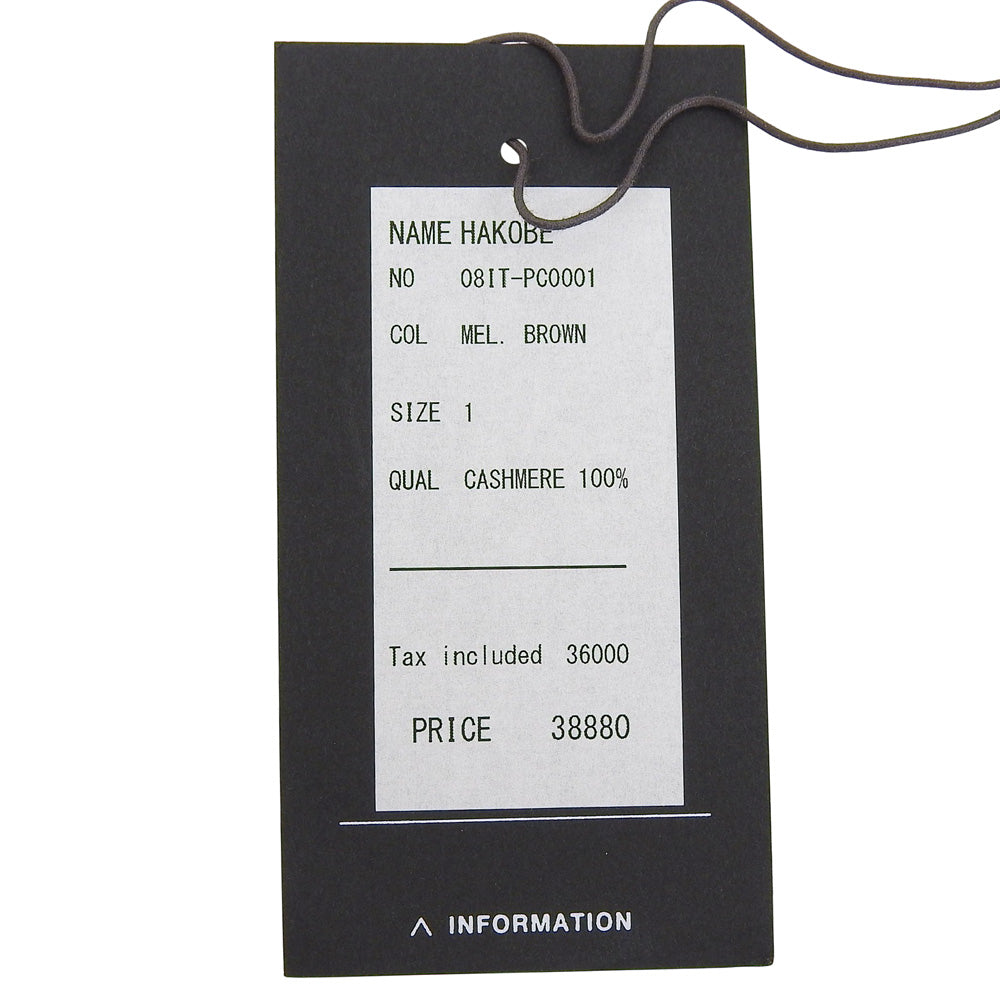 NAME HAKOBE
NO 08IT-PC0001
COL MEL. BROWN
SIZE 1
QUAL CASHMERE 100%
Tax included 36000
PRICE 38880
Λ INFORMATION